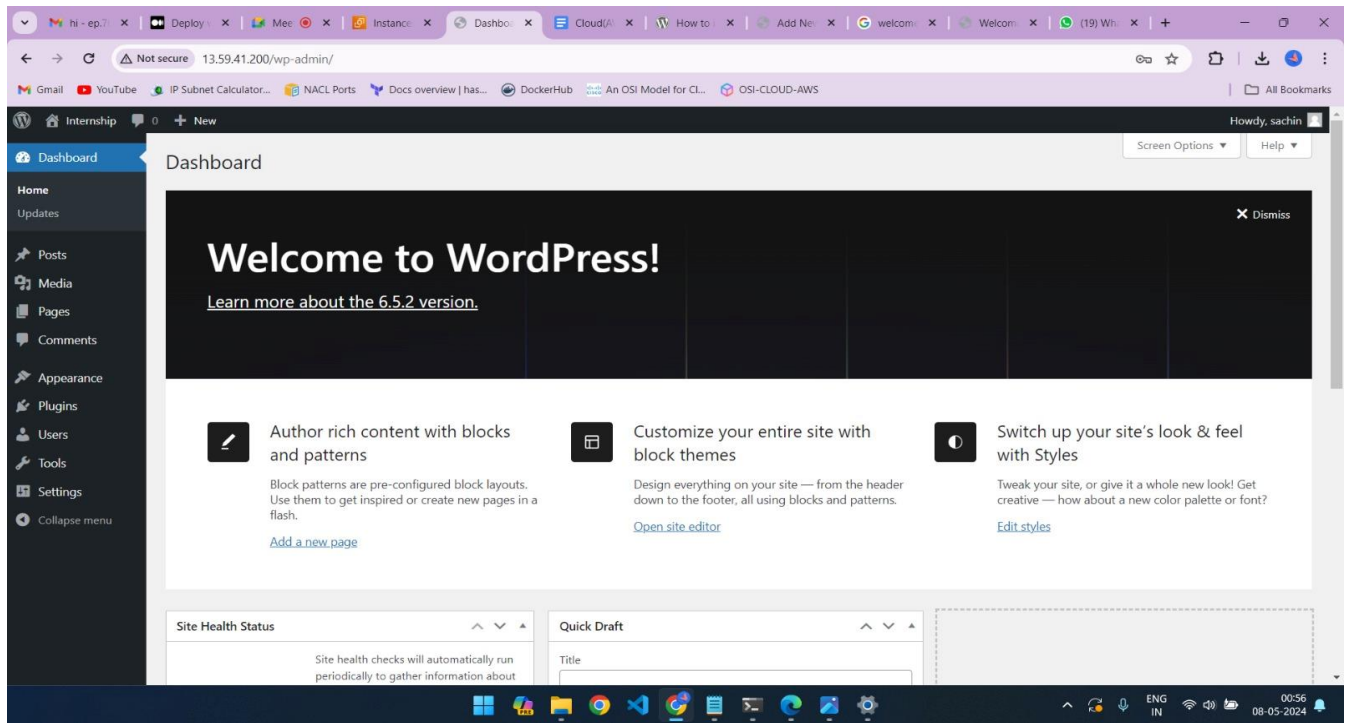 hi - ep.7
Deploy
Mee
Instance
Dashbo
Cloud(A
How to
Add Ne
welcom
Welcom
(19) Wh
Not secure 13.59.41.200/wp-admin/
Gmail YouTube IP Subnet Calculator... NACL Ports Docs overview | has... DockerHub An OSI Model for Cl... OSI-CLOUD-AWS All Bookmarks
Internship 0 + New Howdy, sachin
Dashboard
Home
Updates
Posts
Media
Pages
Comments
Appearance
Plugins
Users
Tools
Settings
Collapse menu
Dashboard
Screen Options ▼ Help ▼
Dismiss
Welcome to WordPress!
Learn more about the 6.5.2 version.
Author rich content with blocks
and patterns
Block patterns are pre-configured block layouts.
Use them to get inspired or create new pages in a
flash.
Add a new page
Customize your entire site with
block themes
Design everything on your site — from the header
down to the footer, all using blocks and patterns.
Open site editor
Switch up your site's look & feel
with Styles
Tweak your site, or give it a whole new look! Get
creative — how about a new color palette or font?
Edit styles
Site Health Status
Site health checks will automatically run
periodically to gather information about
Quick Draft
Title
PRE
ENG
IN
00:56
08-05-2024